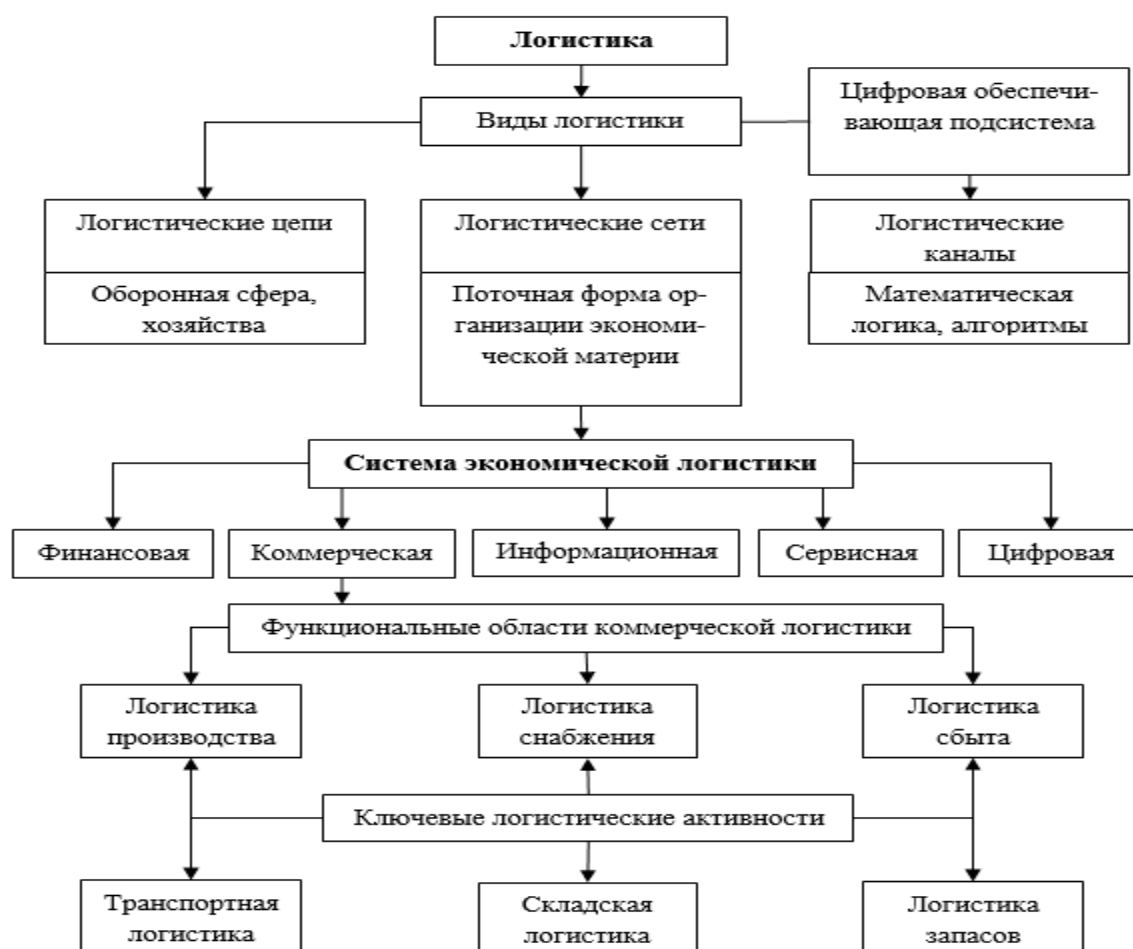 Логистика
Виды логистики
Цифровая обеспечи-
вающая подсистема
Логистические цепи
Логистические сети
Логистические
каналы
Оборонная сфера,
хозяйства
Поточная форма ор-
ганизации экономи-
ческой материи
Математическая
логика, алгоритмы
Система экономической логистики
Финансовая
Коммерческая
Информационная
Сервисная
Цифровая
Функциональные области коммерческой логистики
Логистика
производства
Логистика
снабжения
Логистика
сбыта
Ключевые логистические активности
Транспортная
логистика
Складская
логистика
Логистика
запасов